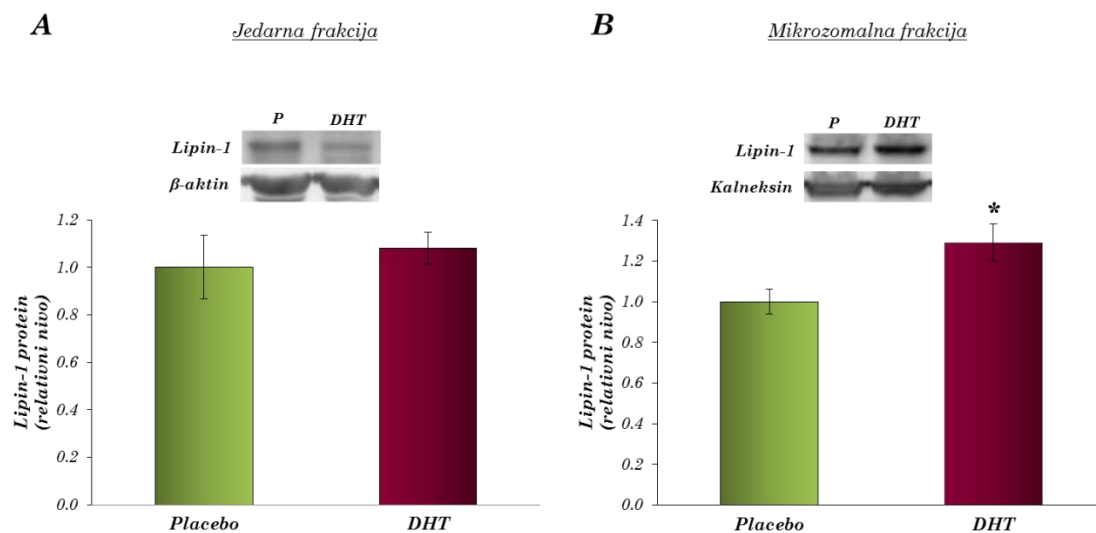 A
Jedarna frakcija
P DHT
Lipin-1
β-aktin
Lipin-1 protein
(relativni nivo)
1.2
1.0
0.8
0.6
0.4
0.2
0.0
Placebo DHT
B
Mikrozomalna frakcija
P DHT
Lipin-1
Kalneksin
Lipin-1 protein
(relativni nivo)
1.4
1.2
1.0
0.8
0.6
0.4
0.2
0.0
*
Placebo DHT